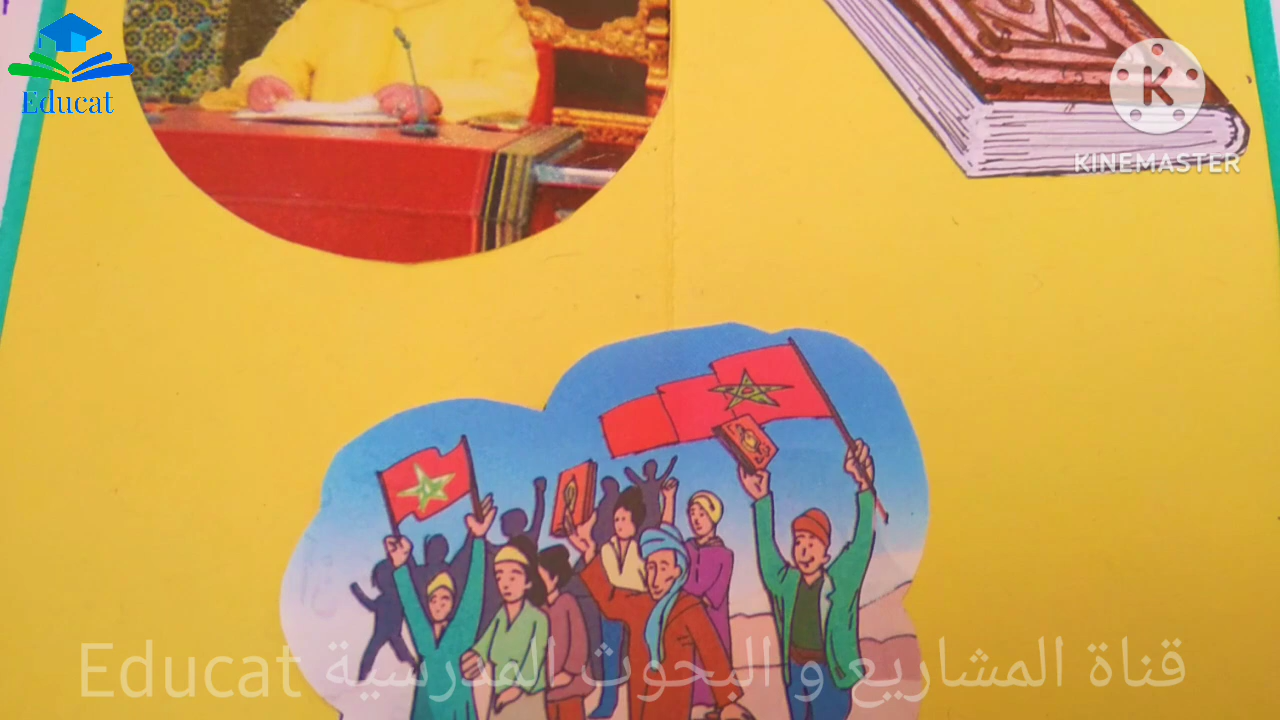 Educat
K
KINEMASTER
قناة المشاريع و البحوث المدرسية Educat